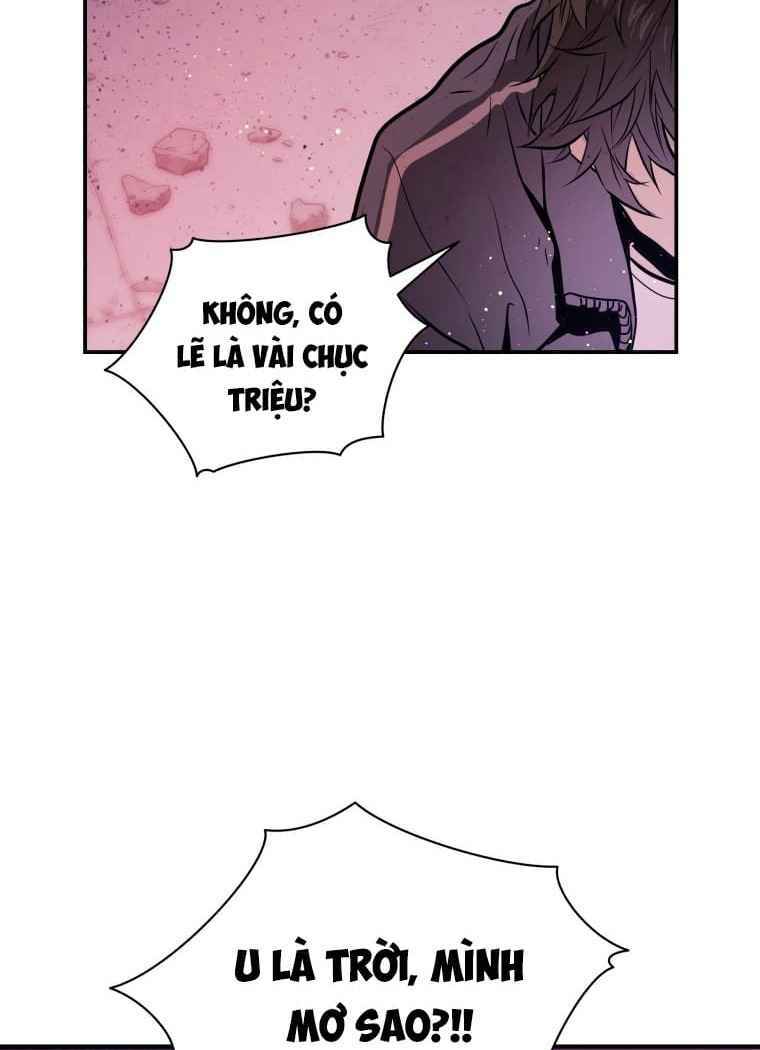 KHÔNG, CÓ
LẼ LÀ VÀI CHỤC
TRIỆU?
U LÀ TRỜI, MÌNH
MƠ SAO?!!